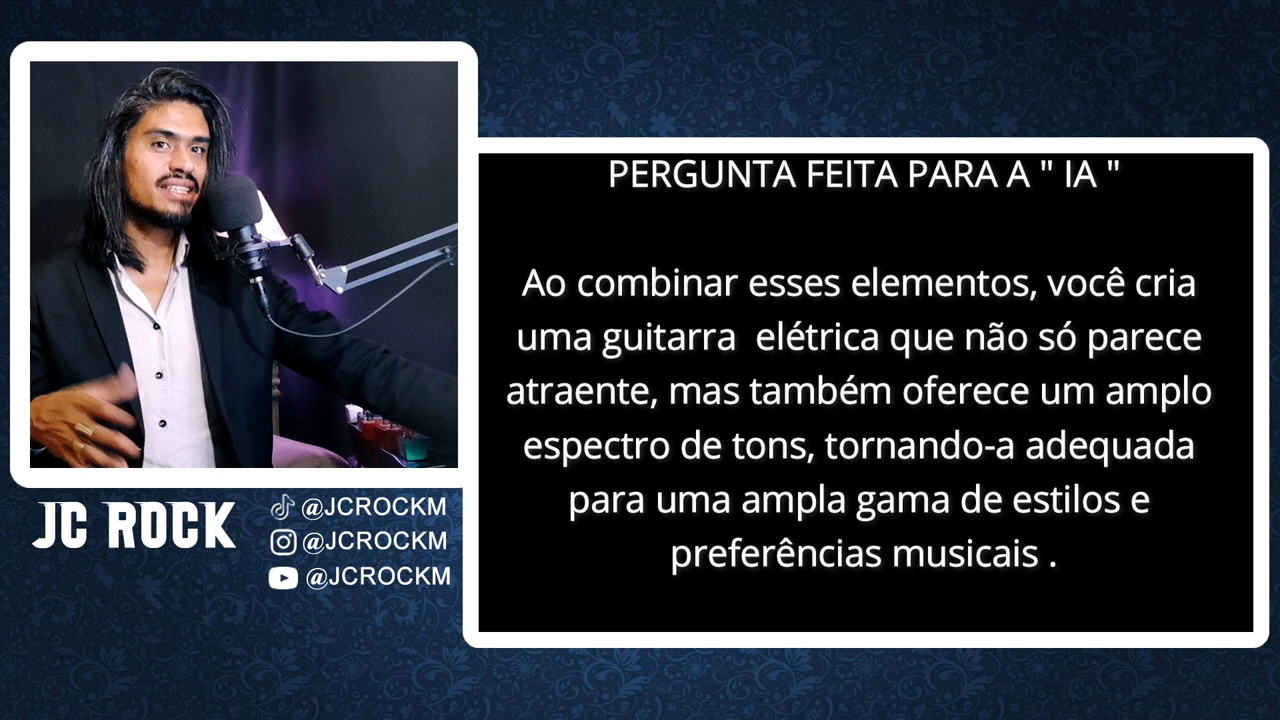 PERGUNTA FEITA PARA A " IA "
Ao combinar esses elementos, você cria
uma guitarra  elétrica que não só parece
atraente, mas também oferece um amplo
espectro de tons, tornando-a adequada
para uma ampla gama de estilos e
preferências musicais .
JC ROCK
@JCROCKM
@JCROCKM
@JCROCKM